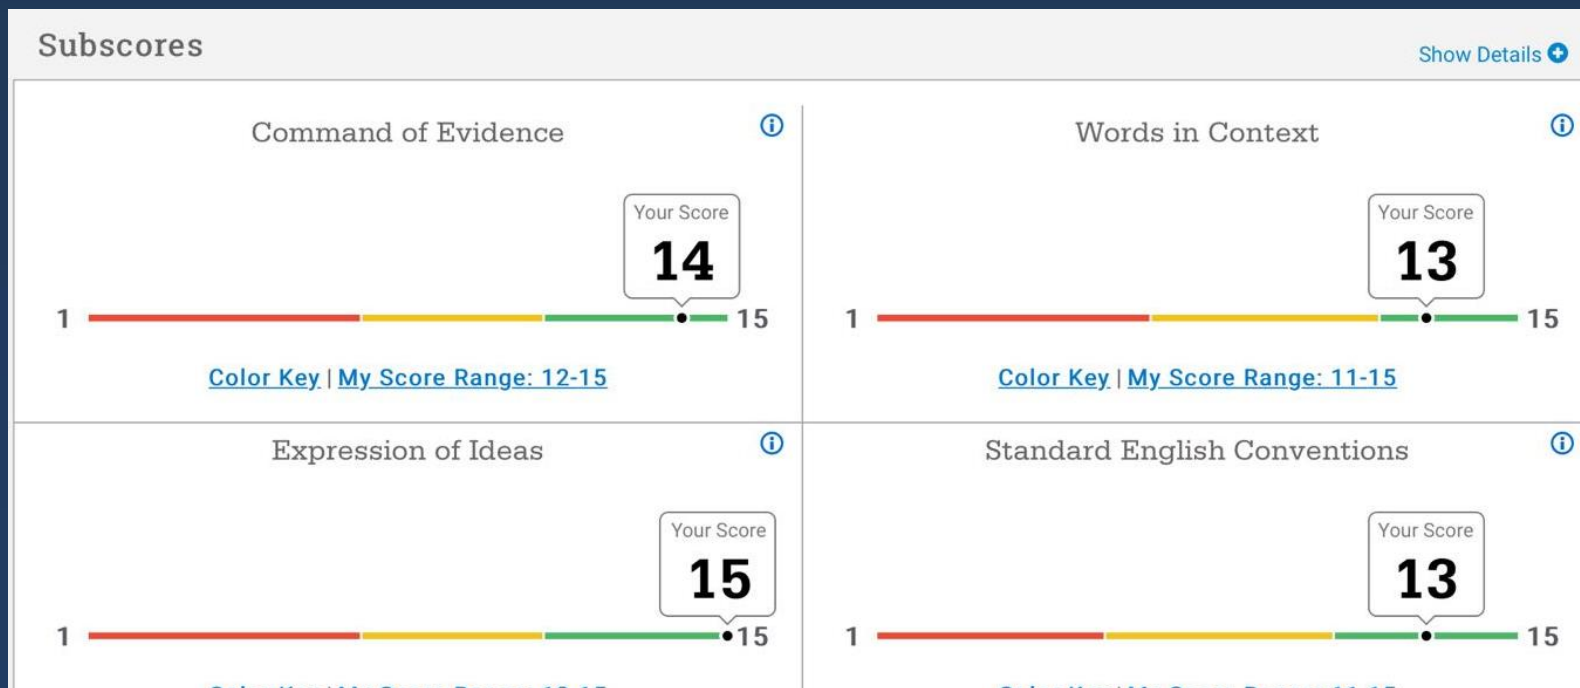 Subscores
Show Details
Command of Evidence
Your Score
14
1
15
Color Key | My Score Range: 12-15
Words in Context
Your Score
13
1
15
Color Key | My Score Range: 11-15
Expression of Ideas
Your Score
15
1
15
Standard English Conventions
Your Score
13
1
15